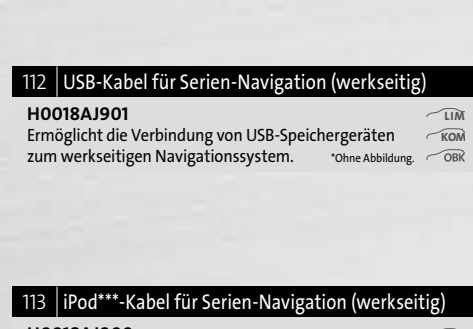 112 USB-Kabel für Serien-Navigation (werkseitig)
H0018AJ901
LIM
Ermöglicht die Verbindung von USB-Speichergeräten
KOM
zum werkseitigen Navigationssystem. *Ohne Abbildung.
OBK
113 iPod***-Kabel für Serien-Navigation (werkseitig)